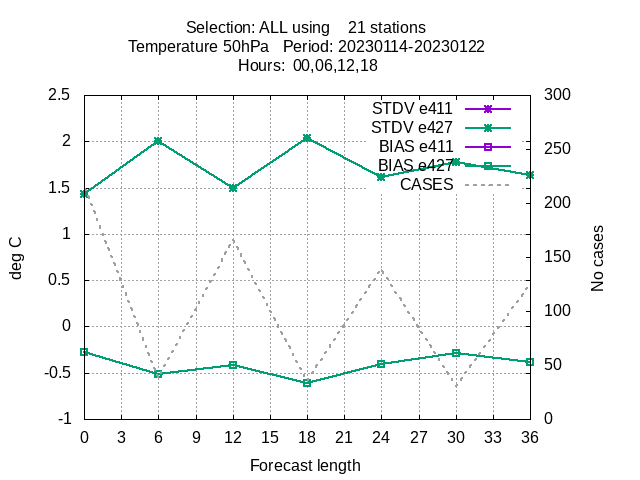 Selection: ALL using    21 stations
Temperature 50hPa   Period: 20230114-20230122
Hours:  00,06,12,18
STDV e411
STDV e427
BIAS e411
BIAS e427
CASES
2.5
2
1.5
1
0.5
0
-0.5
-1
deg C
300
250
200
150
100
50
0
No cases
0 3 6 9 12 15 18 21 24 27 30 33 36
Forecast length